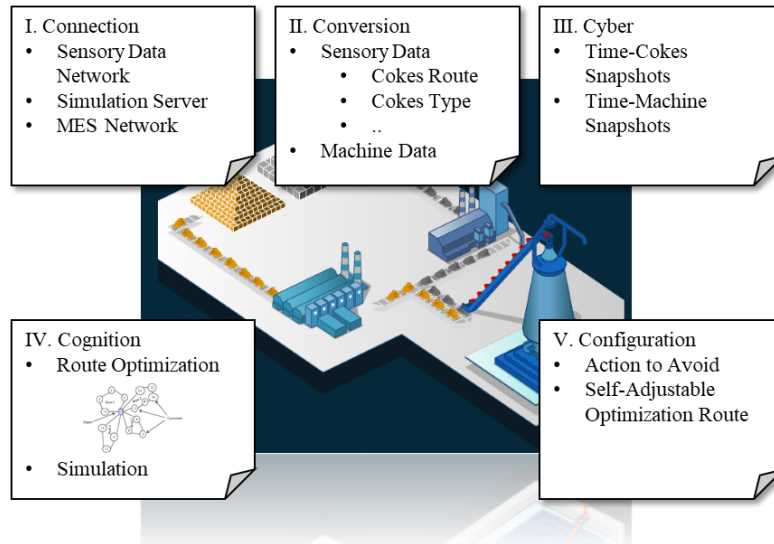 I. Connection
• Sensory Data
Network
• Simulation Server
• MES Network
II. Conversion
• Sensory Data
• Cokes Route
• Cokes Type
• ..
• Machine Data
III. Cyber
• Time-Cokes
Snapshots
• Time-Machine
Snapshots
IV. Cognition
• Route Optimization
• Simulation
V. Configuration
• Action to Avoid
• Self-Adjustable
Optimization Route